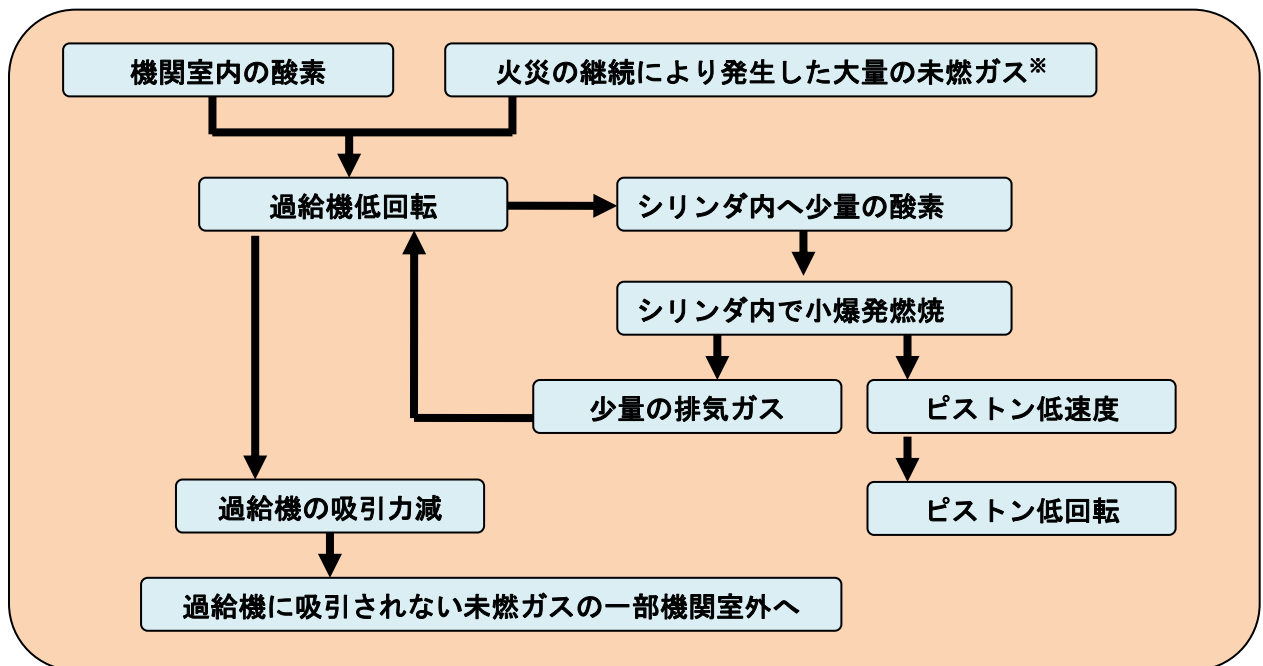 機関室内の酸素
火災の継続により発生した大量の未燃ガス※
過給機低回転
シリンダ内へ少量の酸素
シリンダ内で小爆発燃焼
少量の排気ガス
ピストン低速度
過給機の吸引力減
ピストン低回転
過給機に吸引されない未燃ガスの一部機関室外へ